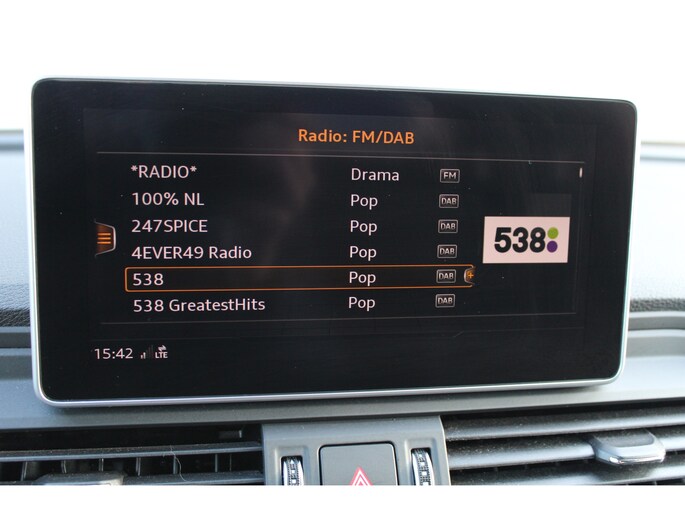 Radio: FM/DAB
*RADIO* Drama FM
100% NL Pop DAB
247SPICE Pop DAB
4EVER49 Radio Pop DAB
538 Pop DAB
538 GreatestHits Pop DAB
538
15:42 LTE